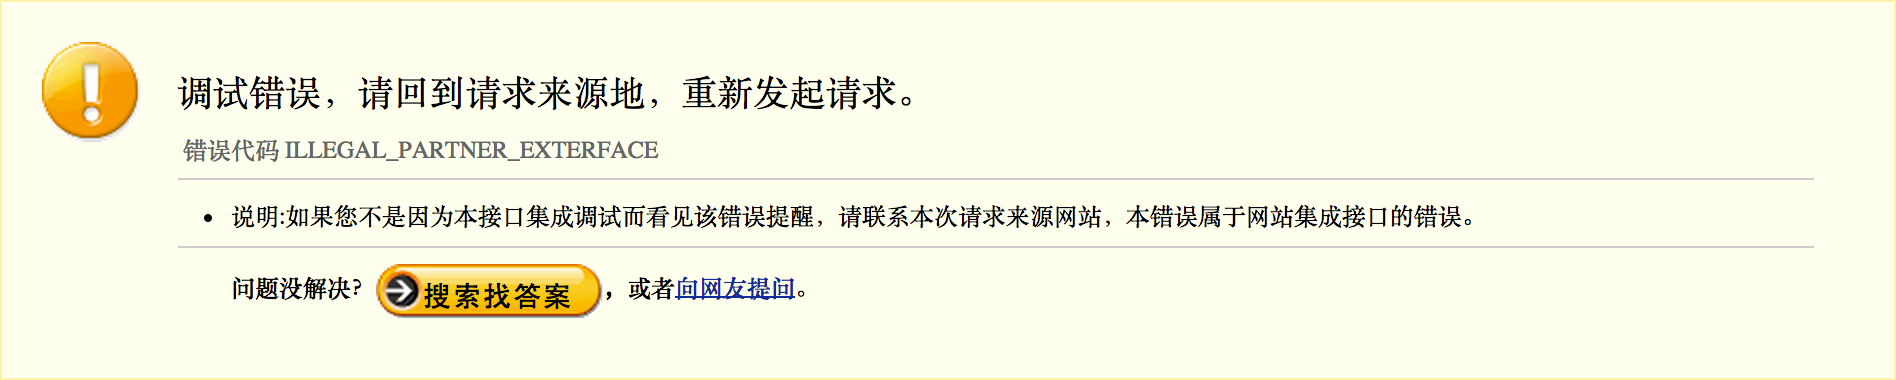 调试错误，请回到请求来源地，重新发起请求。
错误代码 ILLEGAL_PARTNER_EXTERFACE
• 说明:如果您不是因为本接口集成调试而看见该错误提醒，请联系本次请求来源网站，本错误属于网站集成接口的错误。
问题没解决? 搜索找答案 ，或者向网友提问。